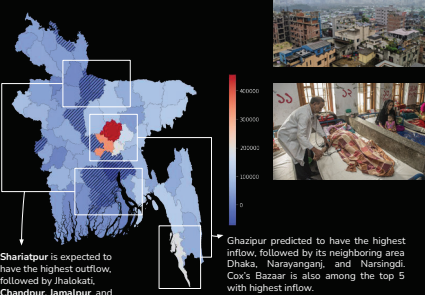 400000
300000
200000
100000
0
Shariatpur is expected to
have the highest outflow,
followed by Jhalokati,
Chandpur, Jamalpur, and
Ghazipur predicted to have the highest
inflow, followed by its neighboring area
Dhaka, Narayanganj, and Narsingdi.
Cox's Bazaar is also among the top 5
with highest inflow.